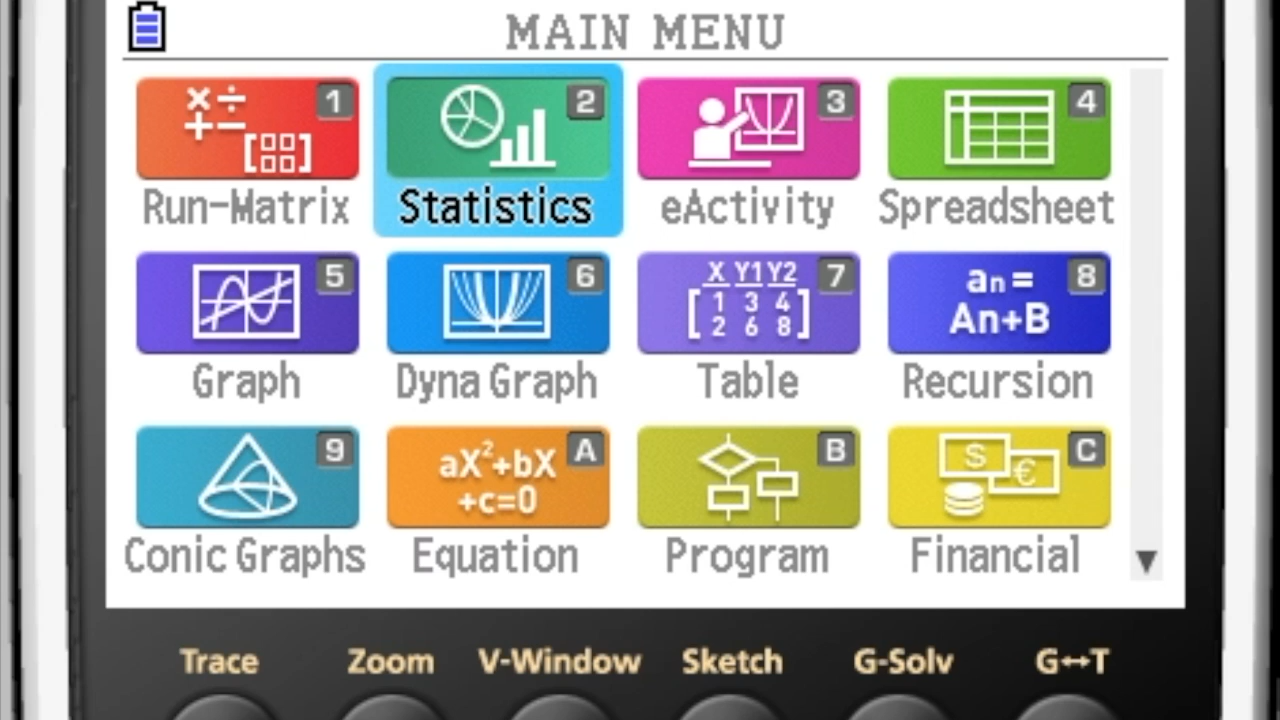 MAIN MENU
×÷ 1
+− [ ]
2
3
4
Run-Matrix Statistics eActivity Spreadsheet
5
6
X Y1 Y2 7
1 3 4
2 6 8
an = 8
An+B
Graph Dyna Graph Table Recursion
9
aX²+bX A
+c=0
B
$ € C
Conic Graphs Equation Program Financial
▼
Trace Zoom V-Window Sketch G-Solv G↔T